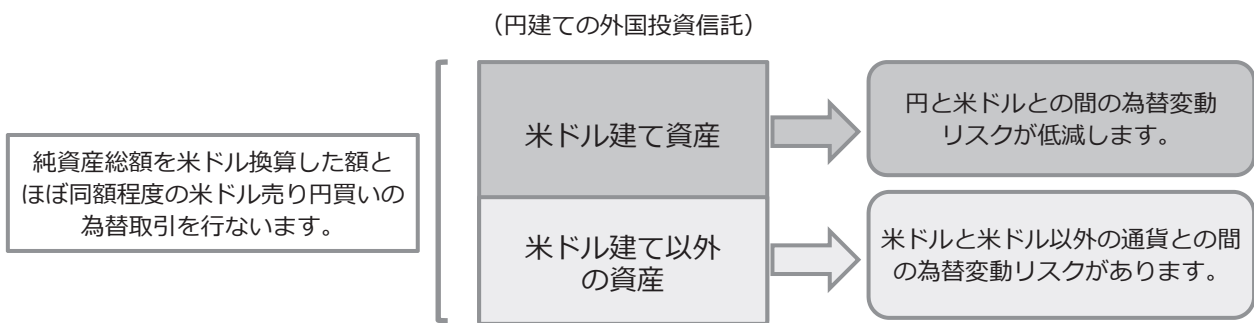 （円建ての外国投資信託）
純資産総額を米ドル換算した額と
ほぼ同額程度の米ドル売り円買いの
為替取引を行ないます。
米ドル建て資産
円と米ドルとの間の為替変動
リスクが低減します。
米ドル建て以外
の資産
米ドルと米ドル以外の通貨との間
の為替変動リスクがあります。